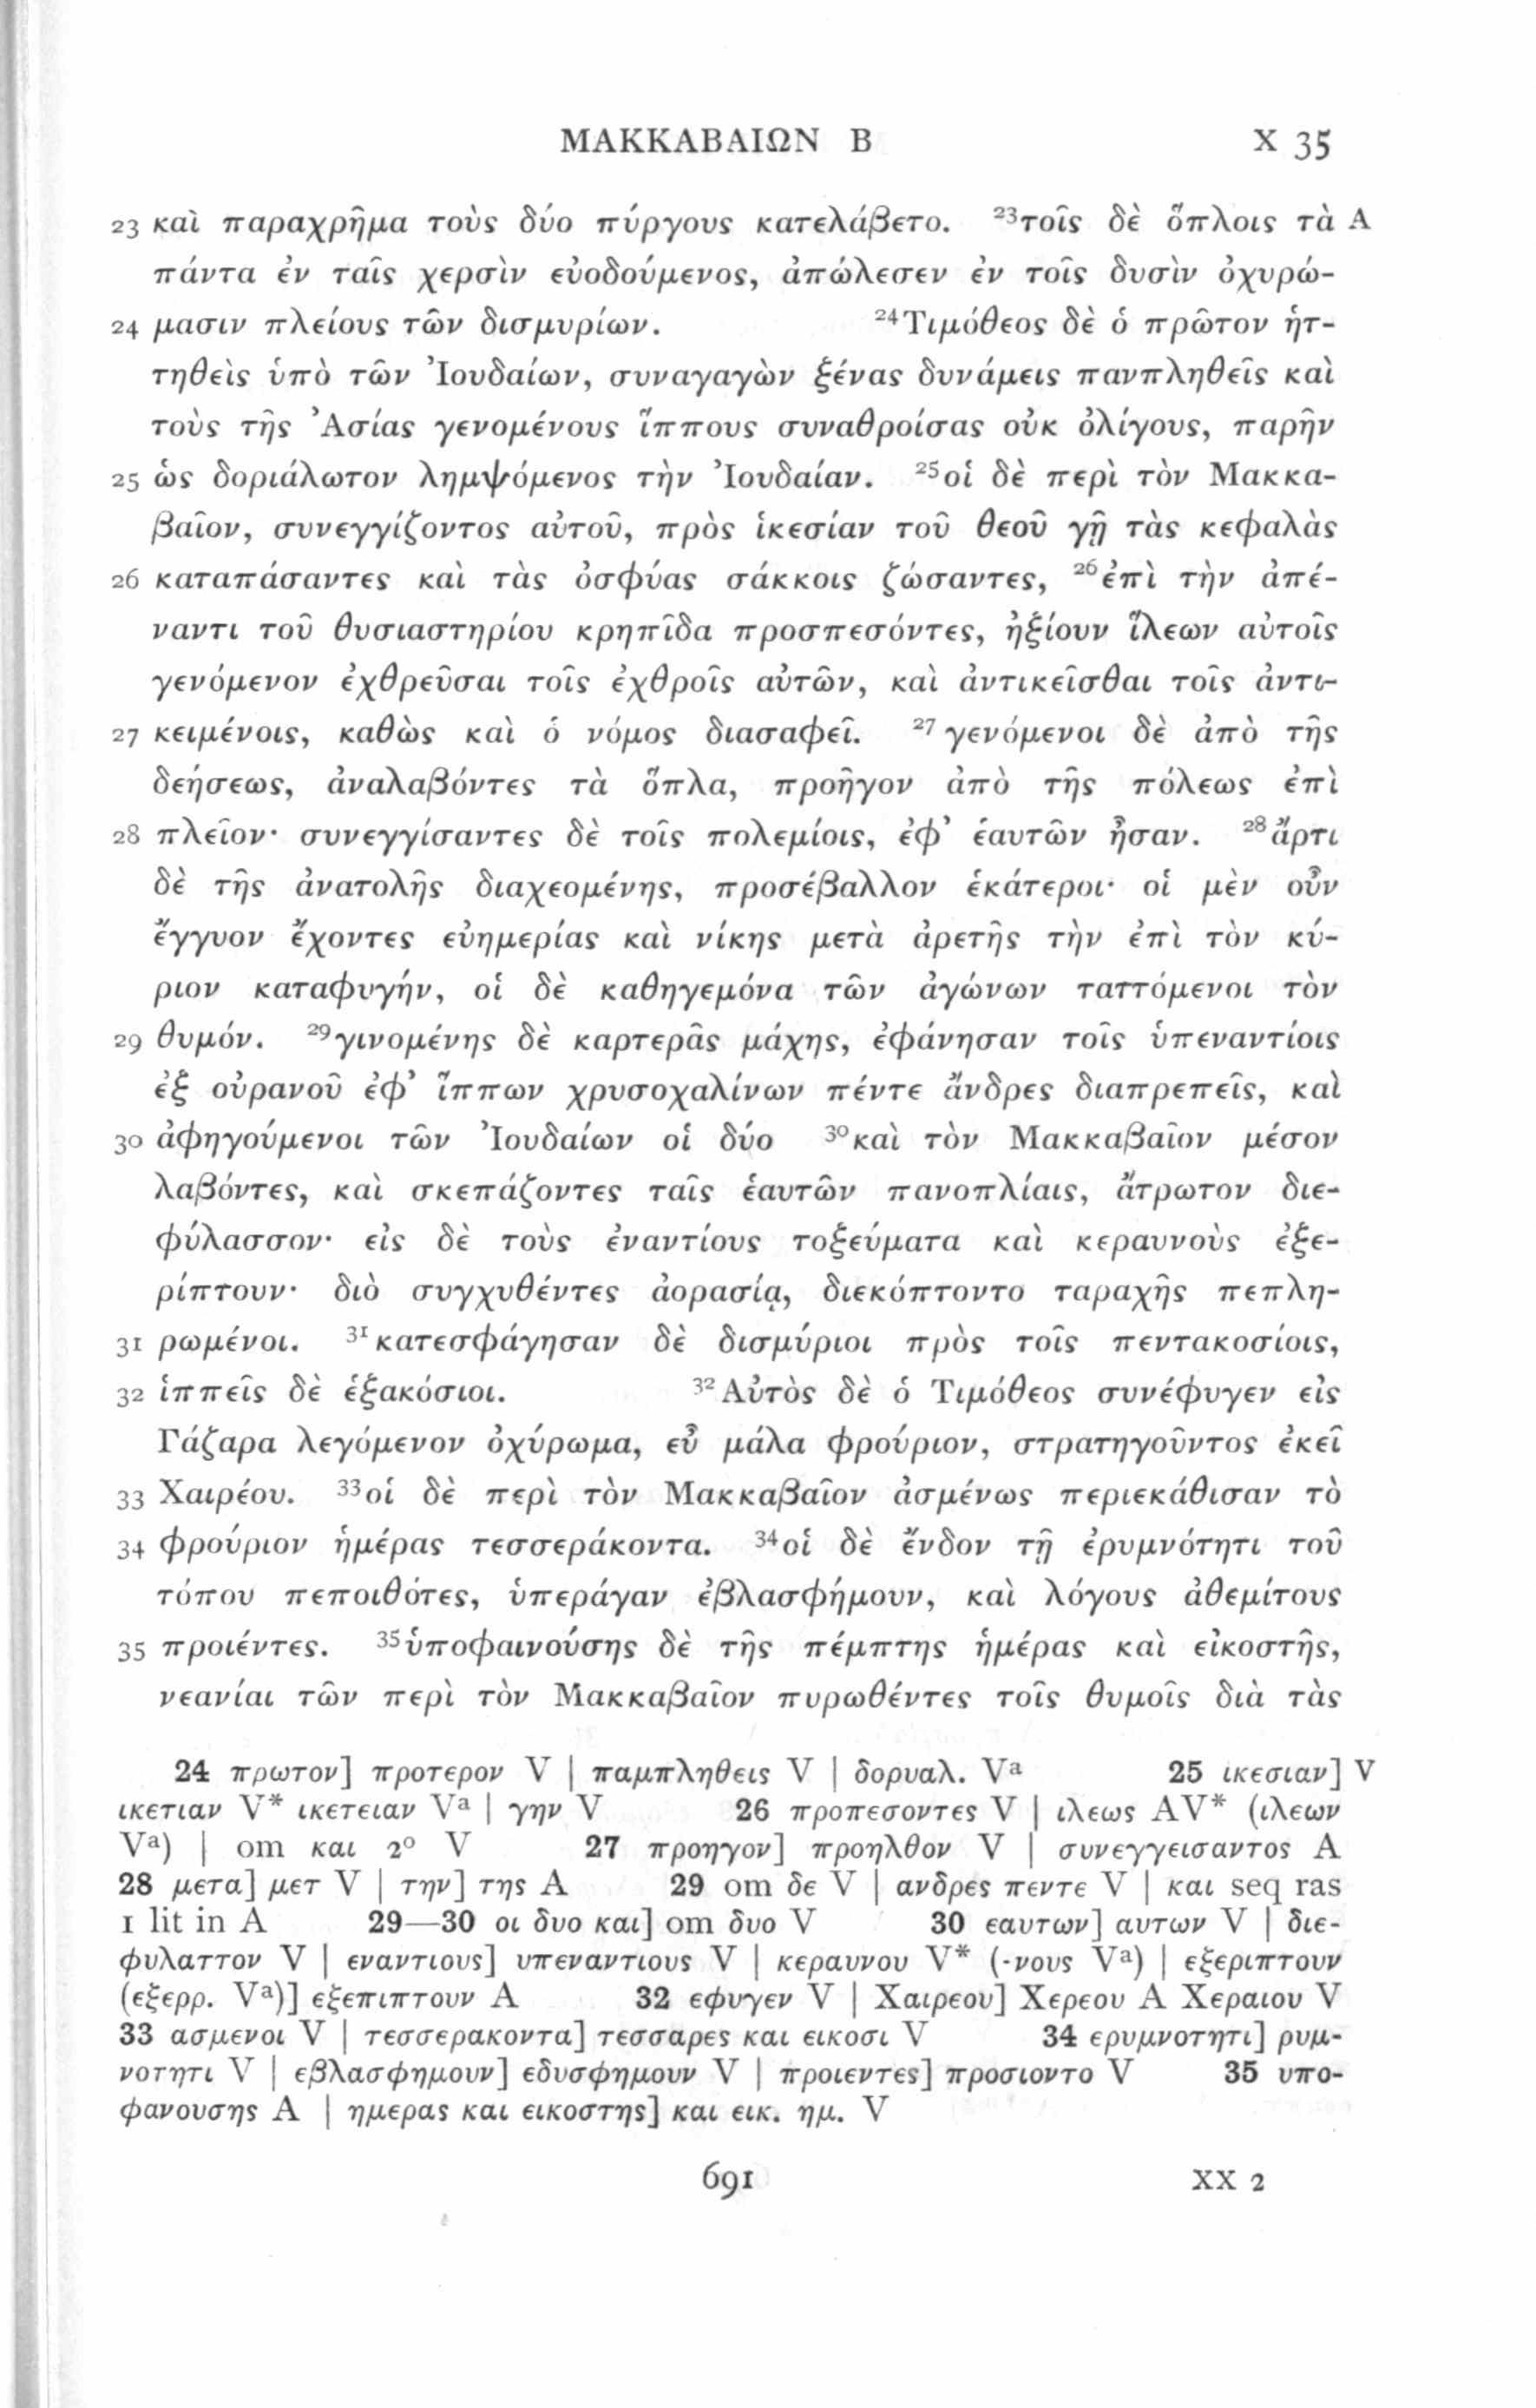 ΜΑΚΚΑΒΑΙΩΝ Β X 35
23 καὶ παραχρῆμα τοὺς δύο πύργους κατελάβετο. ²³τοῖς δὲ ὅπλοις τὰ A
πάντα ἐν ταῖς χερσὶν εὐοδούμενος, ἀπώλεσεν ἐν τοῖς δυσὶν ὀχυρώ-
24 μασιν πλείους τῶν δισμυρίων. ²⁴Τιμόθεος δὲ ὁ πρῶτον ἡτ-
τηθεὶς ὑπὸ τῶν Ἰουδαίων, συναγαγὼν ξένας δυνάμεις πανπληθεῖς καὶ
τοὺς τῆς Ἀσίας γενομένους ἵππους συναθροίσας οὐκ ὀλίγους, παρῆν
25 ὡς δοριάλωτον λημψόμενος τὴν Ἰουδαίαν. ²⁵οἱ δὲ περὶ τὸν Μακκα-
βαῖον, συνεγγίζοντος αὐτοῦ, πρὸς ἱκεσίαν τοῦ θεοῦ γῇ τὰς κεφαλὰς
26 καταπάσαντες καὶ τὰς ὀσφύας σάκκοις ζώσαντες, ²⁶ἐπὶ τὴν ἀπέ-
ναντι τοῦ θυσιαστηρίου κρηπῖδα προσπεσόντες, ἠξίουν ἵλεων αὐτοῖς
γενόμενον ἐχθρεῦσαι τοῖς ἐχθροῖς αὐτῶν, καὶ ἀντικεῖσθαι τοῖς ἀντι-
27 κειμένοις, καθὼς καὶ ὁ νόμος διασαφεῖ. ²⁷γενόμενοι δὲ ἀπὸ τῆς
δεήσεως, ἀναλαβόντες τὰ ὅπλα, προῆγον ἀπὸ τῆς πόλεως ἐπὶ
28 πλεῖον· συνεγγίσαντες δὲ τοῖς πολεμίοις, ἐφ’ ἑαυτῶν ἦσαν. ²⁸ἄρτι
δὲ τῆς ἀνατολῆς διαχεομένης, προσέβαλλον ἑκάτεροι· οἱ μὲν οὖν
ἔγγυον ἔχοντες εὐημερίας καὶ νίκης μετὰ ἀρετῆς τὴν ἐπὶ τὸν κύ-
ριον καταφυγήν, οἱ δὲ καθηγεμόνα τῶν ἀγώνων ταττόμενοι τὸν
29 θυμόν. ²⁹γινομένης δὲ καρτερᾶς μάχης, ἐφάνησαν τοῖς ὑπεναντίοις
ἐξ οὐρανοῦ ἐφ’ ἵππων χρυσοχαλίνων πέντε ἄνδρες διαπρεπεῖς, καὶ
30 ἀφηγούμενοι τῶν Ἰουδαίων οἱ δύο ³⁰καὶ τὸν Μακκαβαῖον μέσον
λαβόντες, καὶ σκεπάζοντες ταῖς ἑαυτῶν πανοπλίαις, ἄτρωτον διε-
φύλασσον· εἰς δὲ τοὺς ἐναντίους τοξεύματα καὶ κεραυνοὺς ἐξε-
ρίπτουν· διὸ συγχυθέντες ἀορασίᾳ, διεκόπτοντο ταραχῆς πεπλη-
31 ρωμένοι. ³¹κατεσφάγησαν δὲ δισμύριοι πρὸς τοῖς πεντακοσίοις,
32 ἱππεῖς δὲ ἑξακόσιοι. ³²Αὐτὸς δὲ ὁ Τιμόθεος συνέφυγεν εἰς
Γάζαρα λεγόμενον ὀχύρωμα, εὖ μάλα φρούριον, στρατηγοῦντος ἐκεῖ
33 Χαιρέου. ³³οἱ δὲ περὶ τὸν Μακκαβαῖον ἀσμένως περιεκάθισαν τὸ
34 φρούριον ἡμέρας τεσσεράκοντα. ³⁴οἱ δὲ ἔνδον τῇ ἐρυμνότητι τοῦ
τόπου πεποιθότες, ὑπεράγαν ἐβλασφήμουν, καὶ λόγους ἀθεμίτους
35 προιέντες. ³⁵ὑποφαινούσης δὲ τῆς πέμπτης ἡμέρας καὶ εἰκοστῆς,
νεανίαι τῶν περὶ τὸν Μακκαβαῖον πυρωθέντες τοῖς θυμοῖς διὰ τὰς
24 πρωτον] προτερον V | παμπληθεις V | δορυαλ. Vᵃ 25 ικεσιαν] V
ικετιαν V* ικετειαν Vᵃ | γην V 26 προπεσοντες V | ιλεως AV* (ιλεων
Vᵃ) | om και 2° V 27 προηγον] προηλθον V | συνεγγεισαντος A
28 μετα] μετ V | την] της A 29 om δε V | ανδρες πεντε V | και seq ras
1 lit in A 29—30 οι δυο και] om δυο V 30 εαυτων] αυτων V | διε-
φυλαττον V | εναντιους] υπεναντιους V | κεραυνου V* (-νους Vᵃ) | εξεριπτουν
(εξερρ. Vᵃ)] εξεπιπτουν A 32 εφυγεν V | Χαιρεου] Χερεου A Χεραιου V
33 ασμενοι V | τεσσερακοντα] τεσσαρες και εικοσι V 34 ερυμνοτητι] ρυμ-
νοτητι V | εβλασφημουν] εδυσφημουν V | προιεντες] προσιοντο V 35 υπο-
φανουσης A | ημερας και εικοστης] και εικ. ημ. V
691 XX 2